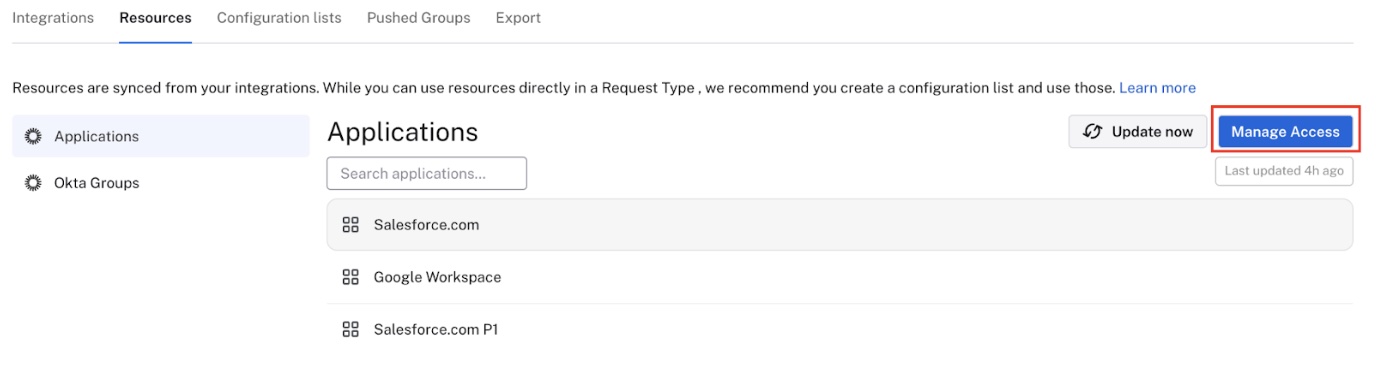 Integrations Resources Configuration lists Pushed Groups Export
Resources are synced from your integrations. While you can use resources directly in a Request Type , we recommend you create a configuration list and use those. Learn more
Applications
Okta Groups
Applications
Update now
Manage Access
Search applications...
Last updated 4h ago
Salesforce.com
Google Workspace
Salesforce.com P1